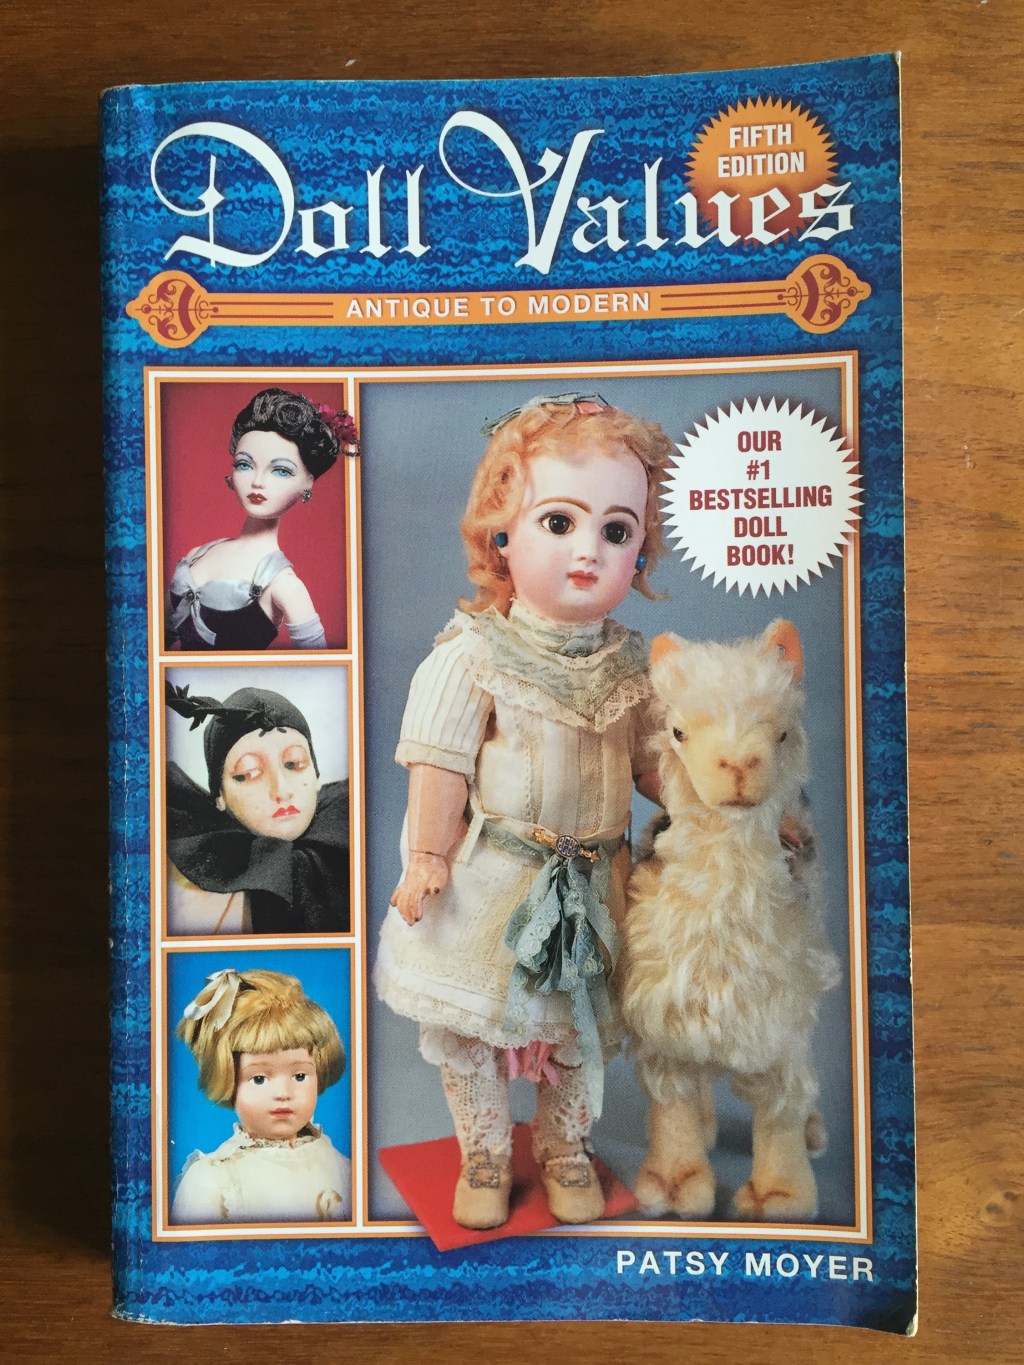 Doll Values
FIFTH
EDITION
ANTIQUE TO MODERN
OUR
#1
BESTSELLING
DOLL
BOOK!
PATSY MOYER